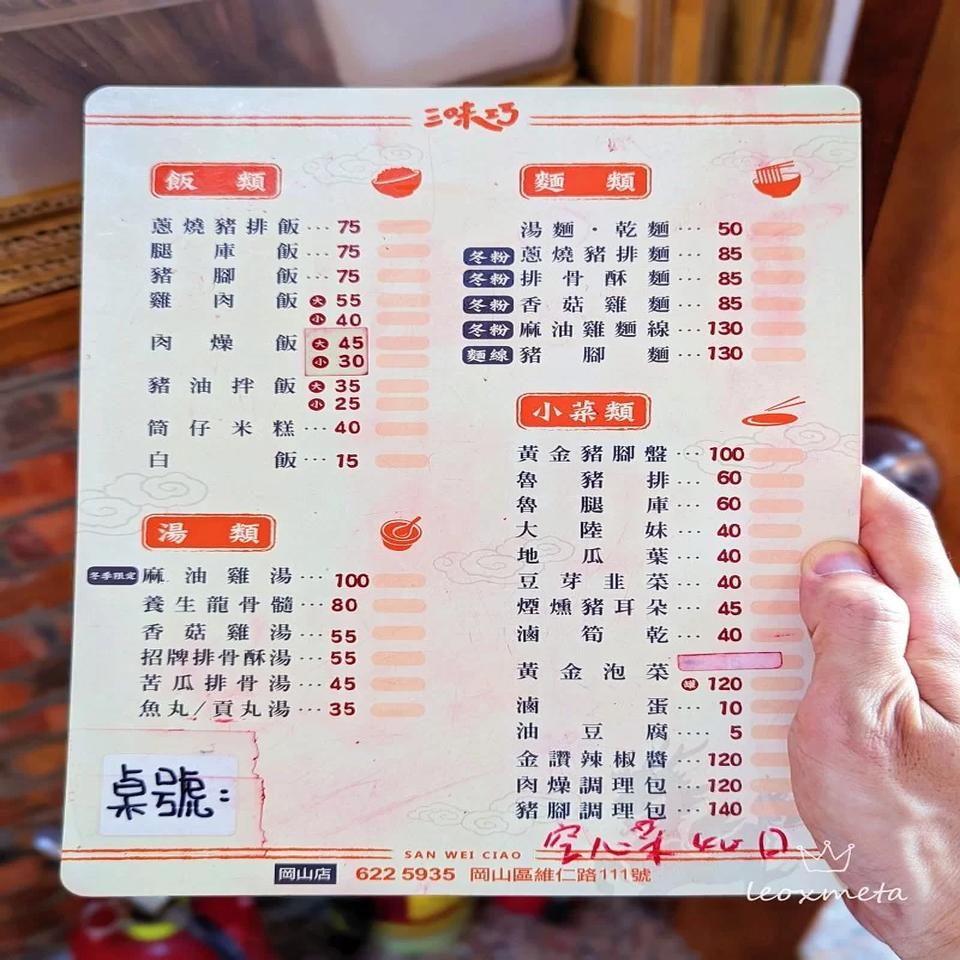 三味巧
飯類
蔥燒豬排飯…75
腿庫飯…75
豬腳飯…75
雞肉飯 大 55
小 40
肉燥飯 大 45
小 30
豬油拌飯 大 35
小 25
筒仔米糕…40
白飯…15
湯類
冬季限定 麻油雞湯…100
養生龍骨髓…80
香菇雞湯…55
招牌排骨酥湯…55
苦瓜排骨湯…45
魚丸/貢丸湯…35
桌號:
麵類
湯麵・乾麵…50
冬粉 蔥燒豬排麵…85
冬粉 排骨酥麵…85
冬粉 香菇雞麵…85
冬粉 麻油雞麵線…130
麵線 豬腳麵…130
小菜類
黃金豬腳盤…100
魯豬排…60
魯腿庫…60
大陸妹…40
地瓜葉…40
豆芽韭菜…40
煙燻豬耳朵…45
滷筍乾…40
黃金泡菜
罐 120
滷蛋…10
油豆腐…5
金讚辣椒醬…120
肉燥調理包…120
豬腳調理包…140
空心菜 40 口
SAN WEI CIAO
岡山店 622 5935 岡山區維仁路111號
leoxmeta